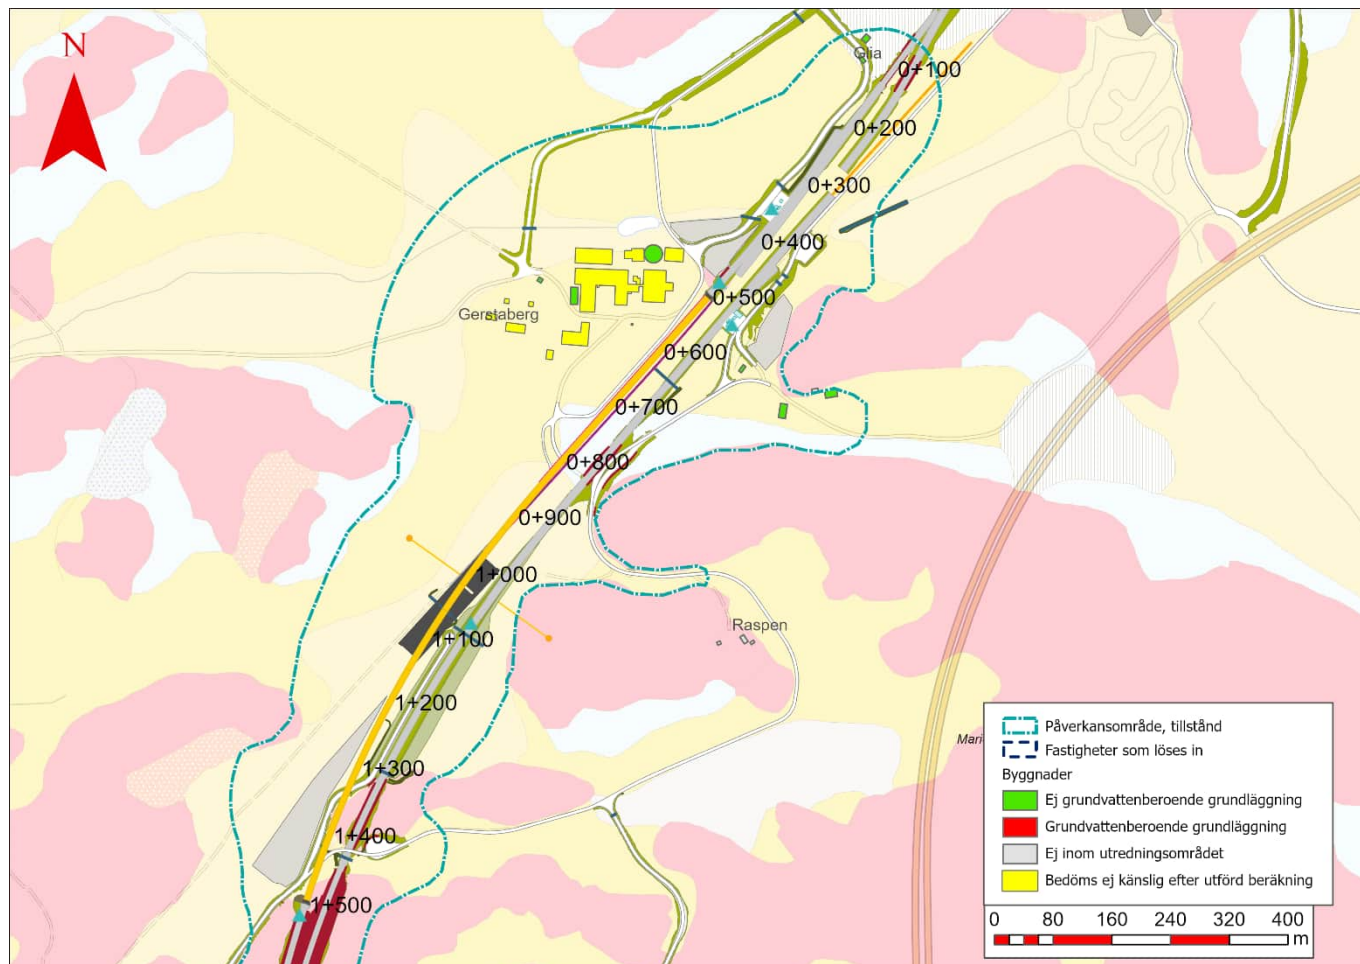 N
Glia
0+100
0+200
0+300
0+400
0+500
Gerstaberg
0+600
0+700
0+800
0+900
1+000
Raspen
1+100
1+200
1+300
1+400
1+500
Påverkansområde, tillstånd
Fastigheter som löses in
Byggnader
Ej grundvattenberoende grundläggning
Grundvattenberoende grundläggning
Ej inom utredningsområdet
Bedöms ej känslig efter utförd beräkning
0 80 160 240 320 400
m